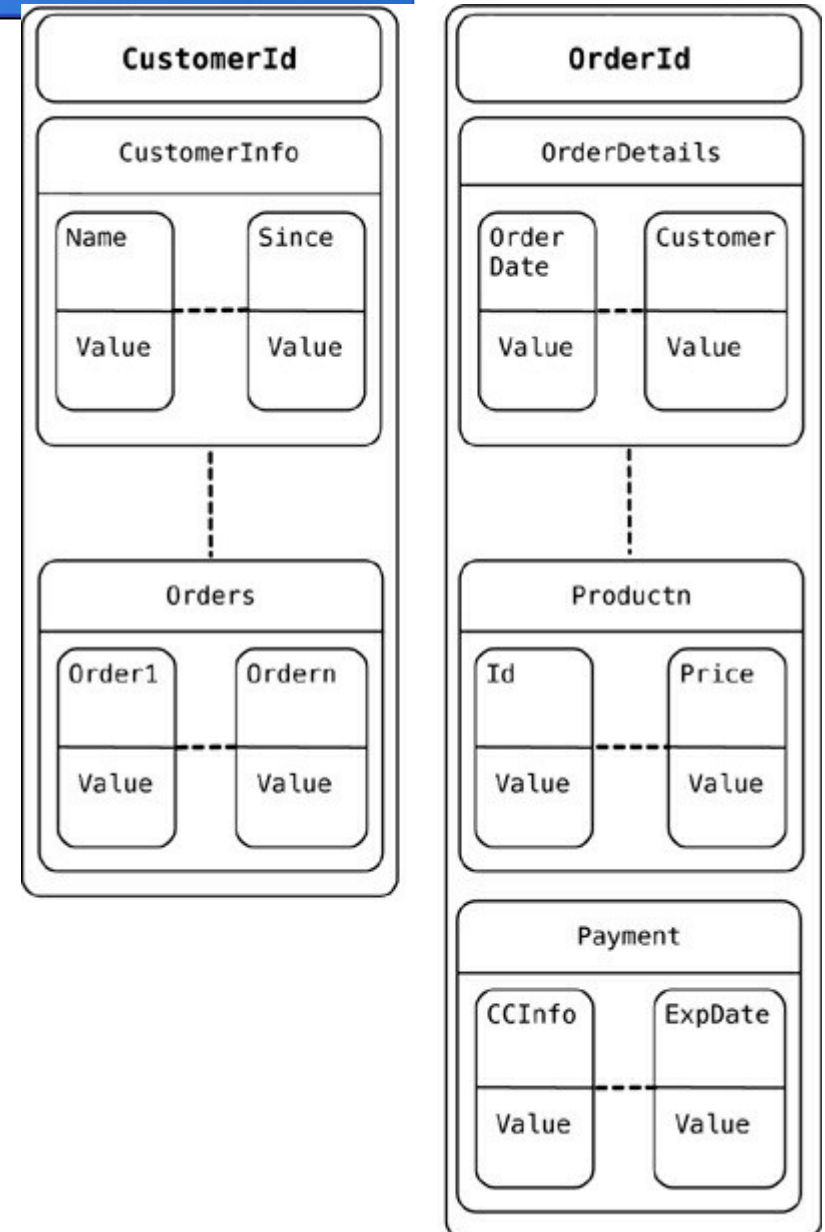 CustomerId
CustomerInfo
Name Since
Value Value
Orders
Order1 Ordern
Value Value
OrderId
OrderDetails
Order Customer
Date
Value Value
Productn
Id Price
Value Value
Payment
CCInfo ExpDate
Value Value